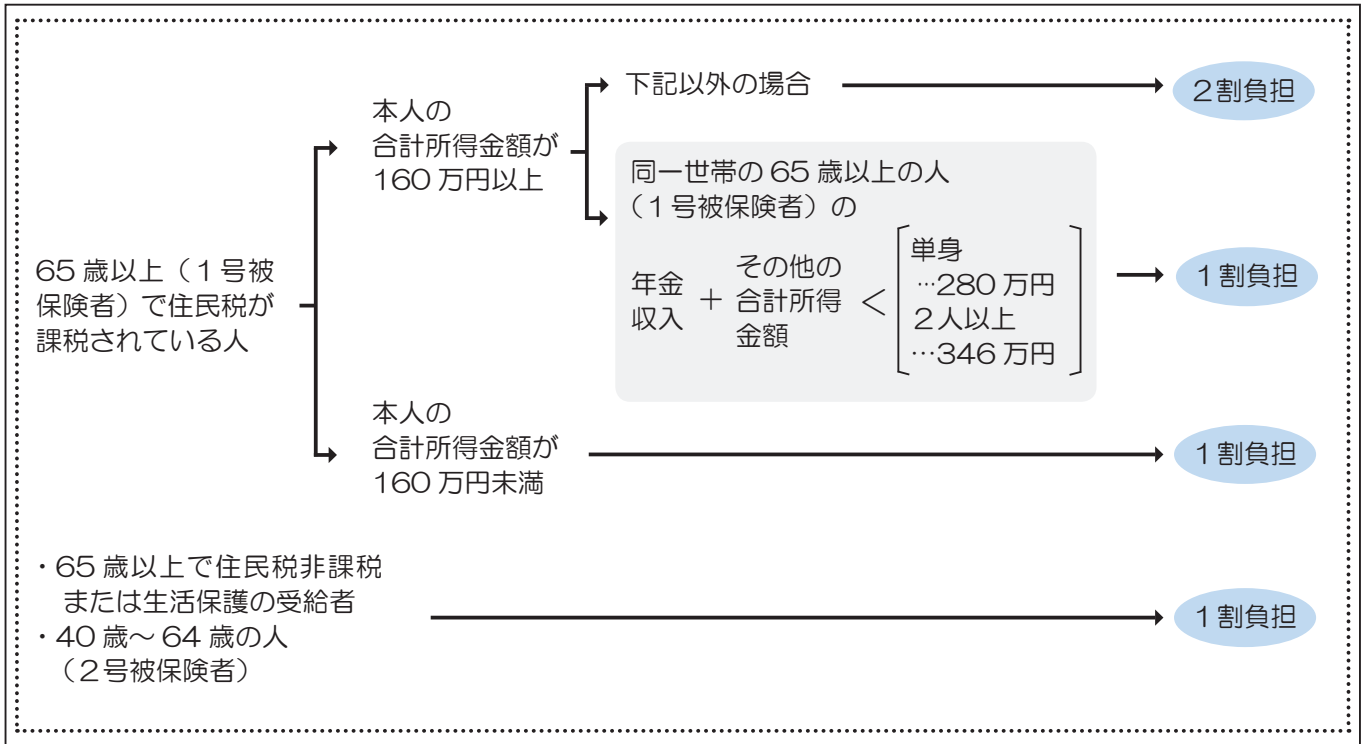 65歳以上（1号被
保険者）で住民税が
課税されている人
本人の
合計所得金額が
160万円以上
下記以外の場合
2割負担
同一世帯の65歳以上の人
（1号被保険者）の
年金
収入
＋
その他の
合計所得
金額
＜
単身
…280万円
2人以上
…346万円
1割負担
本人の
合計所得金額が
160万円未満
1割負担
・65歳以上で住民税非課税
または生活保護の受給者
・40歳～64歳の人
（2号被保険者）
1割負担